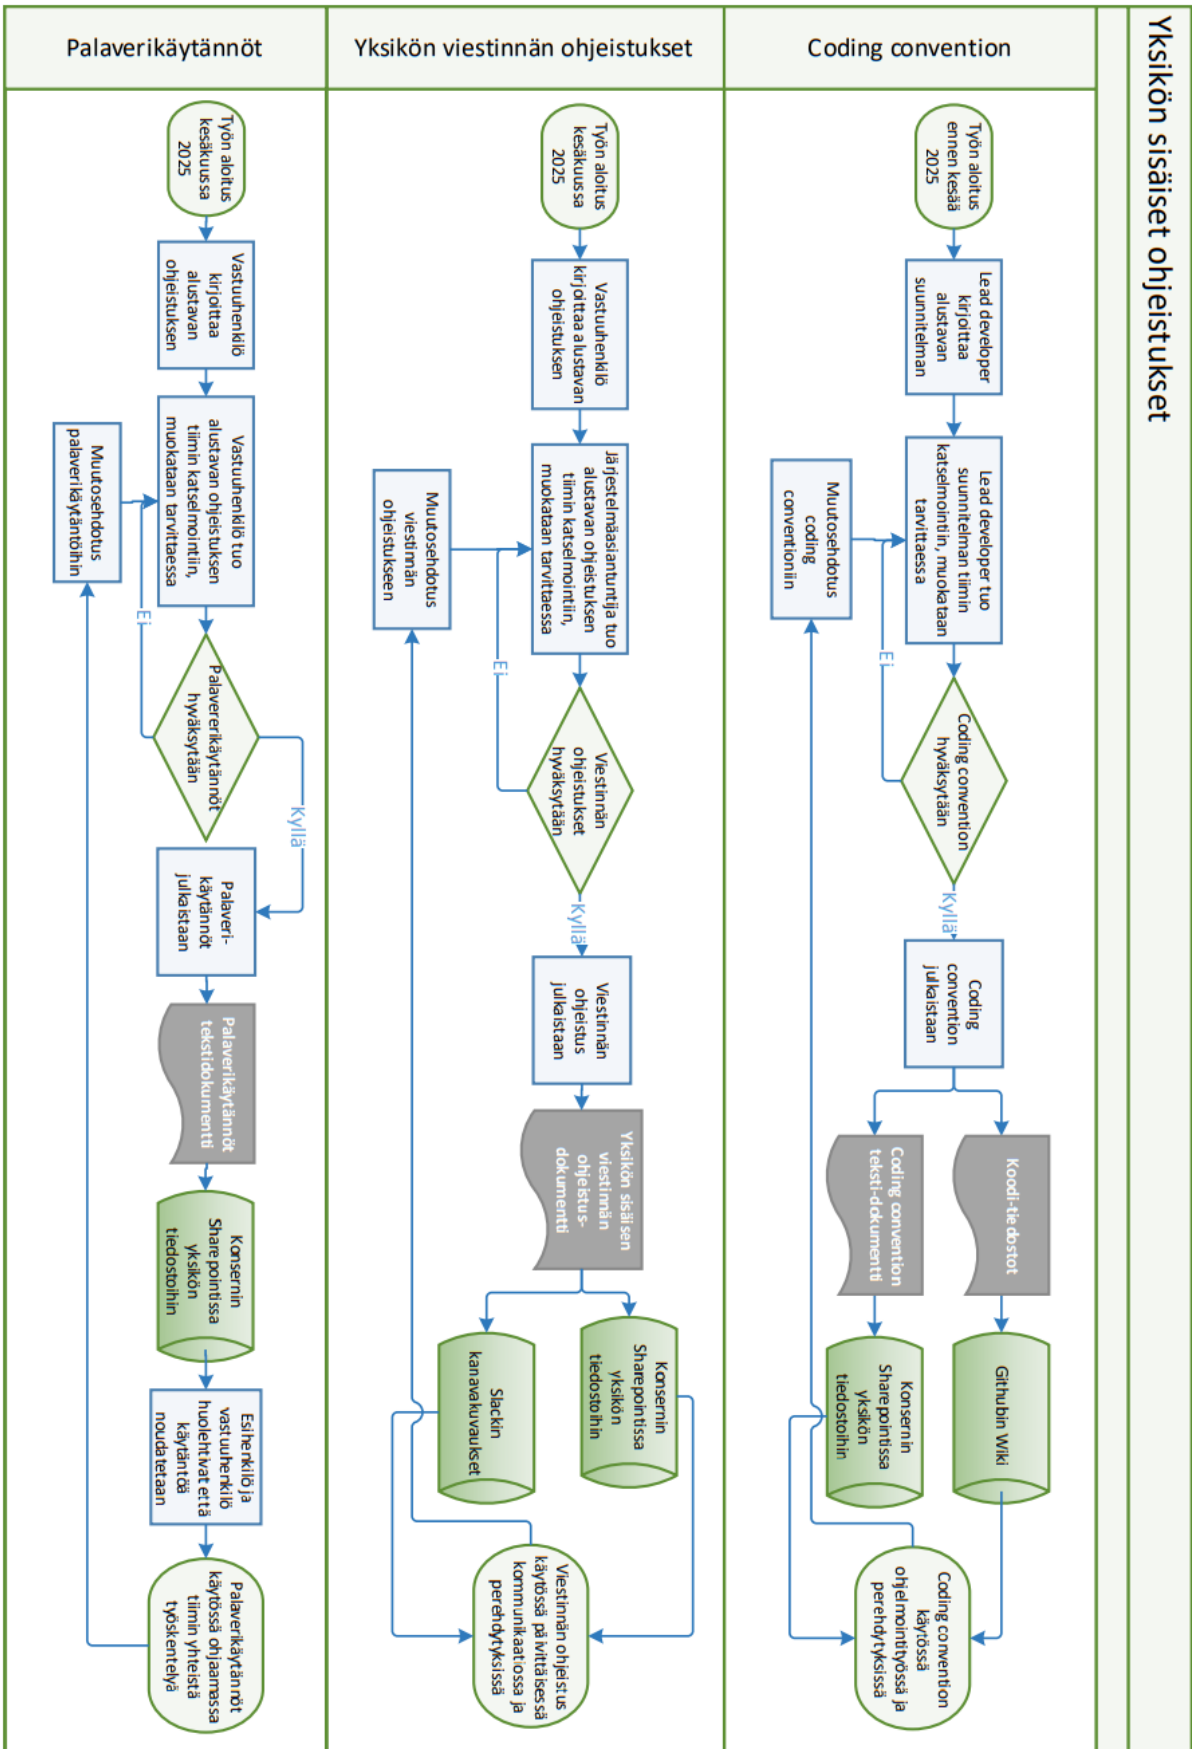 Yksikön sisäiset ohjeistukset
Coding convention
Työn aloitus
ennen kesää
2025
Lead developer
kirjoittaa
alustavan
suunnitelman
Lead developer tuo
suunnitelman tiimin
katselmointiin, muokataan
tarvittaessa
Muutosehdotus
coding
conventioniin
Ei
Coding convention
hyväksytään
Kyllä
Coding
convention
julkaistaan
Koodi-tiedostot
Coding convention
teksti-dokumentti
Githubin Wiki
Konsernin
Sharepointissa
yksikön
tiedostoihin
Coding convention
käytössä
ohjelmointityössä ja
perehdytyksissä
Yksikön viestinnän ohjeistukset
Työn aloitus
kesäkuussa
2025
Vastuuhenkilö
kirjoittaa alustavan
ohjeistuksen
Järjestelmäasiantuntija tuo
alustavan ohjeistuksen
tiimin katselmointiin,
muokataan tarvittaessa
Muutosehdotus
viestinnän
ohjeistukseen
Ei
Viestinnän
ohjeistukset
hyväksytään
Kyllä
Viestinnän
ohjeistus
julkaistaan
Yksikön sisäisen
viestinnän
ohjeistus-
dokumentti
Konsernin
Sharepointissa
yksikön
tiedostoihin
Slackin
kanavakuvaukset
Viestinnän ohjeistus
käytössä päivittäisessä
kommunikaatiossa ja
perehdytyksissä
Palaverikäytännöt
Työn aloitus
kesäkuussa
2025
Vastuuhenkilö
kirjoittaa
alustavan
ohjeistuksen
Vastuuhenkilö tuo
alustavan ohjeistuksen
tiimin katselmointiin,
muokataan tarvittaessa
Muutosehdotus
palaverikäytäntöihin
Ei
Palavererikäytännöt
hyväksytään
Kyllä
Palaveri-
käytännöt
julkaistaan
Palaverikäytännöt
tekstidokumentti
Konsernin
Sharepointissa
yksikön
tiedostoihin
Esihenkilö ja
vastuuhenkilö
huolehtivat että
käytäntöä
noudatetaan
Palaverikäytännöt
käytössä ohjaamassa
tiimin yhteistä
työskentelyä